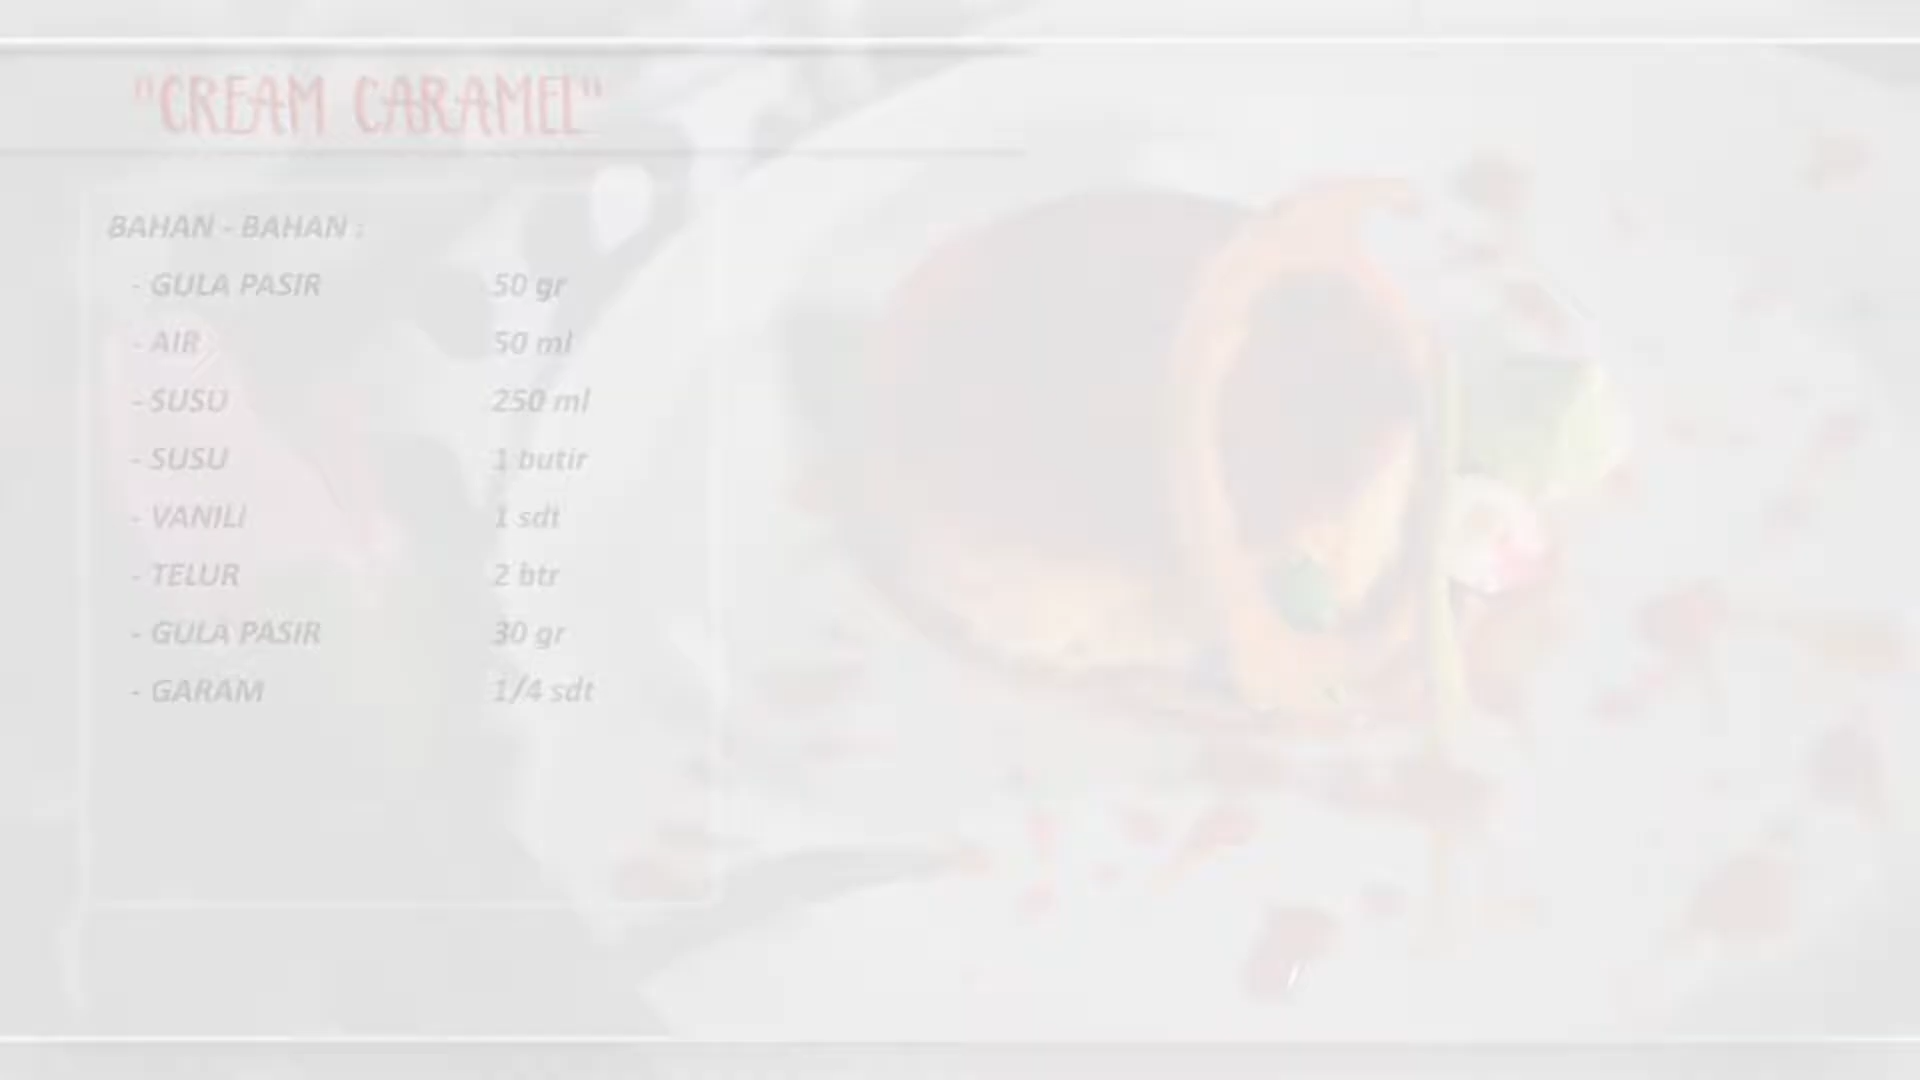 "CREAM CARAMEL"
BAHAN - BAHAN :
- GULA PASIR 50 gr
- AIR 50 ml
- SUSU 250 ml
- SUSU 1 butir
- VANILI 1 sdt
- TELUR 2 btr
- GULA PASIR 30 gr
- GARAM 1/4 sdt